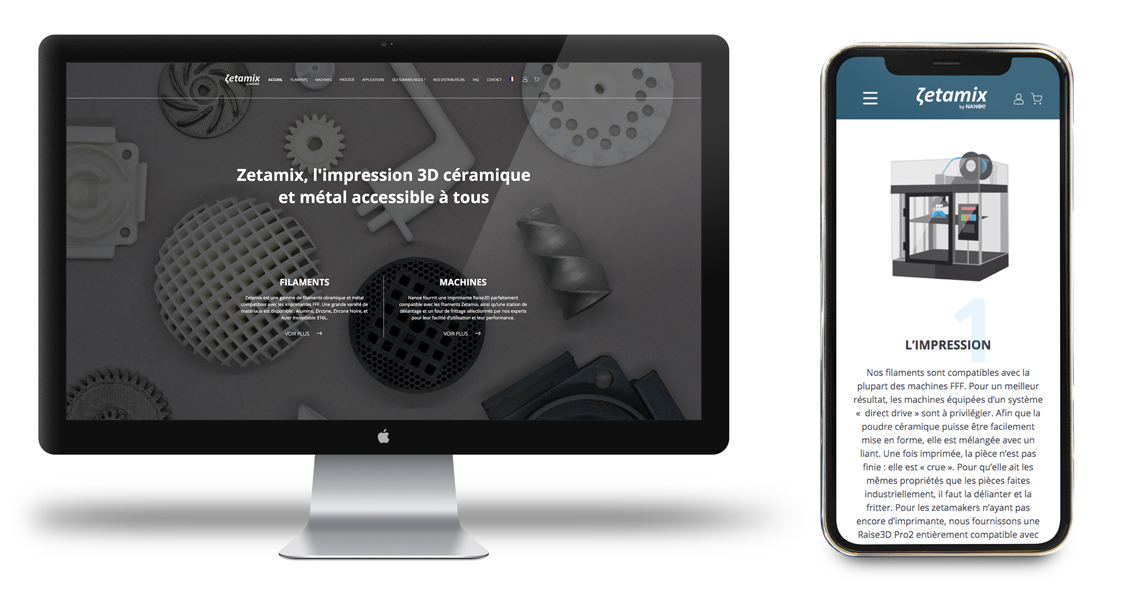 ζetamix
by NANOE
ACCUEIL FILAMENTS MACHINES PROCÉDÉ APPLICATIONS QUI SOMMES-NOUS ? NOS DISTRIBUTEURS FAQ CONTACT
Zetamix, l'impression 3D céramique
et métal accessible à tous
FILAMENTS
Zetamix est une gamme de filaments céramique et métal
compatibles avec les imprimantes FFF. Une grande variété de
matériaux est disponible : Alumine, Zircone, Zircone Noire, et
Acier Inoxydable 316L.
VOIR PLUS →
MACHINES
Nanoe fournit une imprimante Raise3D parfaitement
compatible avec les filaments Zetamix, ainsi qu'une station de
déliantage et un four de frittage sélectionnés par nos experts
pour leur facilité d'utilisation et leur performance.
VOIR PLUS →
ζetamix
by NANOE
1
L'IMPRESSION
Nos filaments sont compatibles avec la
plupart des machines FFF. Pour un meilleur
résultat, les machines équipées d'un système
« direct drive » sont à privilégier. Afin que la
poudre céramique puisse être facilement
mise en forme, elle est mélangée avec un
liant. Une fois imprimée, la pièce n'est pas
finie : elle est « crue ». Pour qu'elle ait les
mêmes propriétés que les pièces faites
industriellement, il faut la délianter et la
fritter. Pour les zetamakers n'ayant pas
encore d'imprimante, nous fournissons une
Raise3D Pro2 entièrement compatible avec